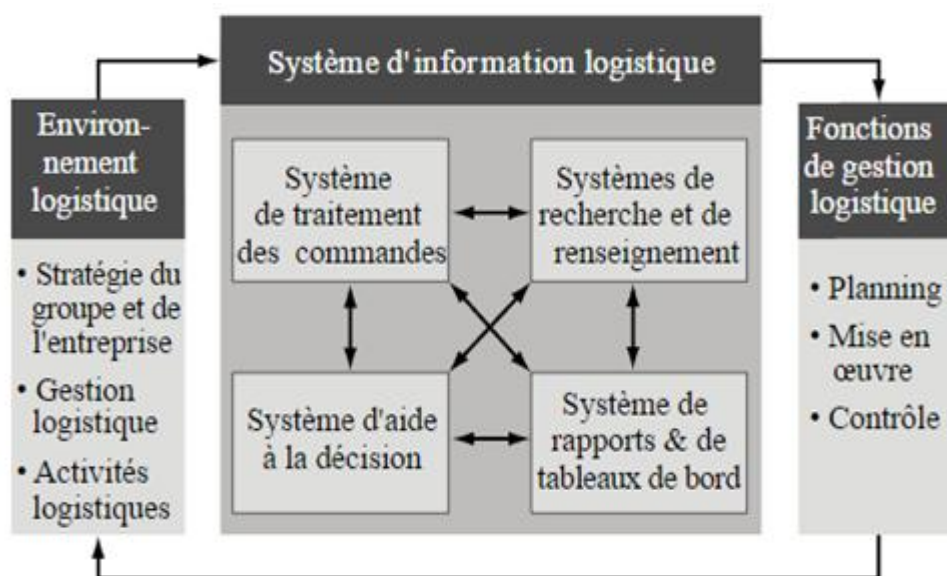 Système d'information logistique
Environ-
nement
logistique
• Stratégie du
groupe et de
l'entreprise
• Gestion
logistique
• Activités
logistiques
Système
de traitement
des commandes
Systèmes de
recherche et de
renseignement
Système d'aide
à la décision
Système de
rapports & de
tableaux de bord
Fonctions
de gestion
logistique
• Planning
• Mise en
œuvre
• Contrôle